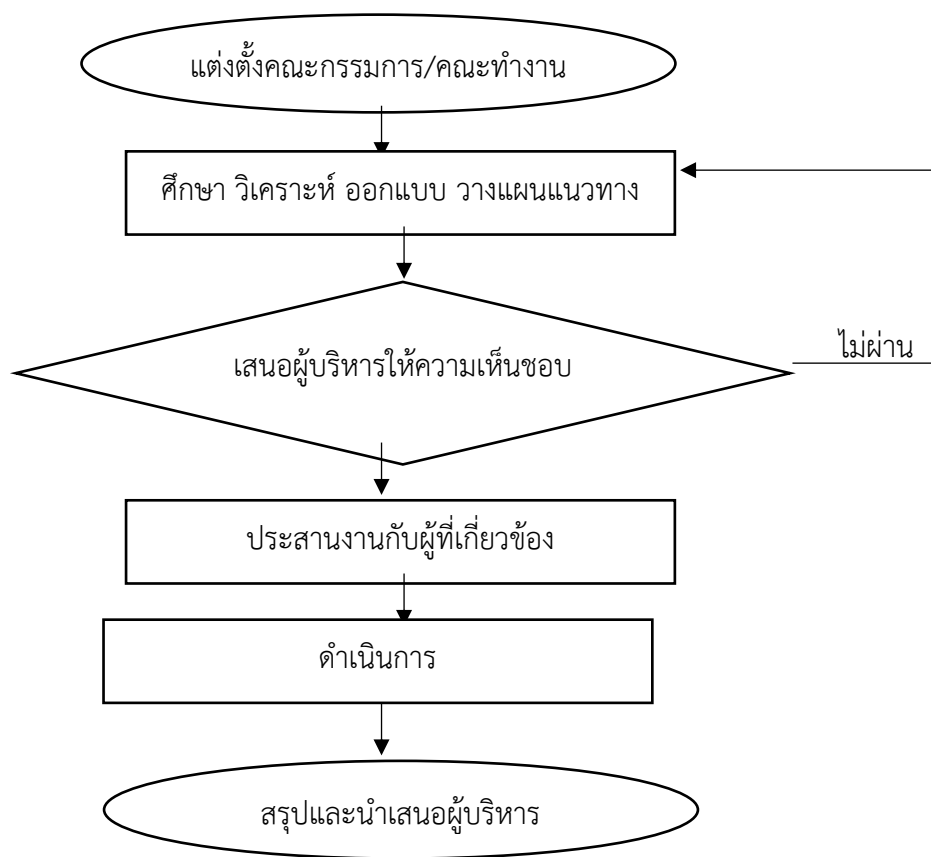 แต่งตั้งคณะกรรมการ/คณะทำงาน
ศึกษา วิเคราะห์ ออกแบบ วางแผนแนวทาง
เสนอผู้บริหารให้ความเห็นชอบ
ไม่ผ่าน
ประสานงานกับผู้ที่เกี่ยวข้อง
ดำเนินการ
สรุปและนำเสนอผู้บริหาร